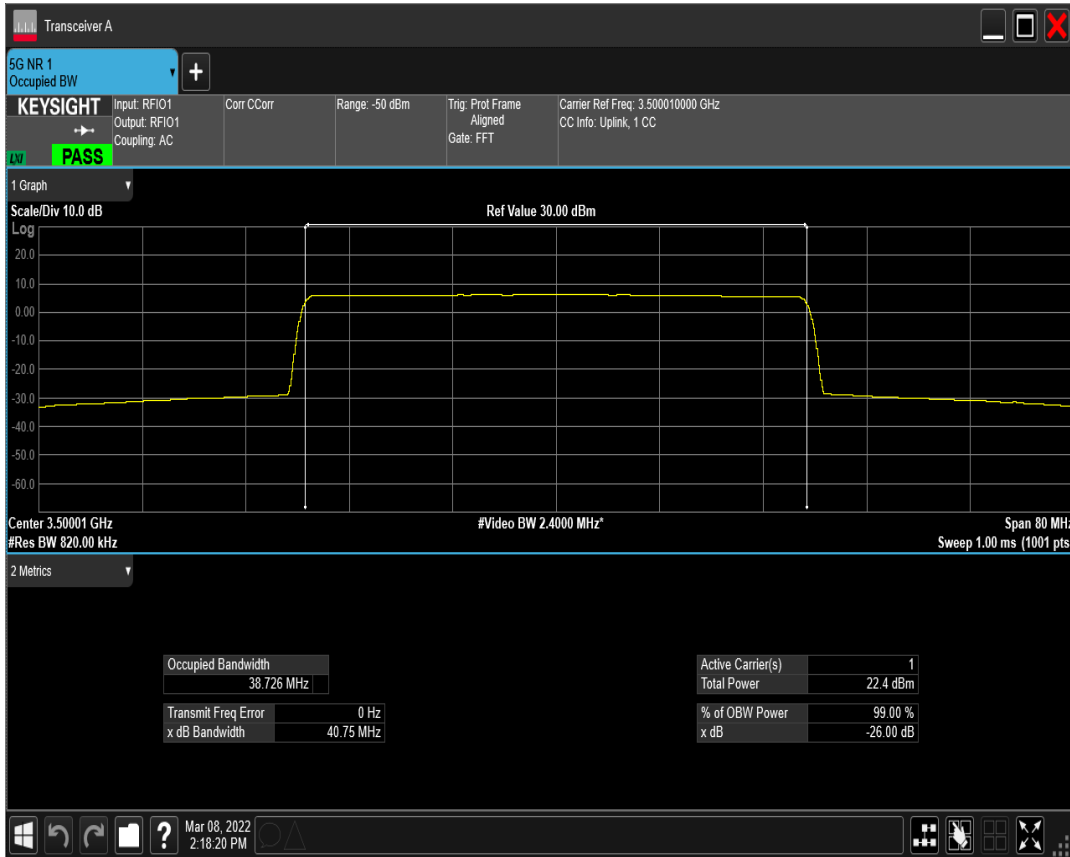 Transceiver A
5G NR 1
Occupied BW
KEYSIGHT
LXI
PASS
Input: RFIO1
Output: RFIO1
Coupling: AC
Corr CCorr
Range: -50 dBm
Trig: Prot Frame
Aligned
Gate: FFT
Carrier Ref Freq: 3.500010000 GHz
CC Info: Uplink, 1 CC
1 Graph
Scale/Div 10.0 dB
Ref Value 30.00 dBm
Log
20.0
10.0
0.00
-10.0
-20.0
-30.0
-40.0
-50.0
-60.0
Center 3.50001 GHz
#Video BW 2.4000 MHz*
Span 80 MHz
#Res BW 820.00 kHz
Sweep 1.00 ms (1001 pts
2 Metrics
Occupied Bandwidth
38.726 MHz
Transmit Freq Error 0 Hz
x dB Bandwidth 40.75 MHz
Active Carrier(s) 1
Total Power 22.4 dBm
% of OBW Power 99.00 %
x dB -26.00 dB
?
Mar 08, 2022
2:18:20 PM